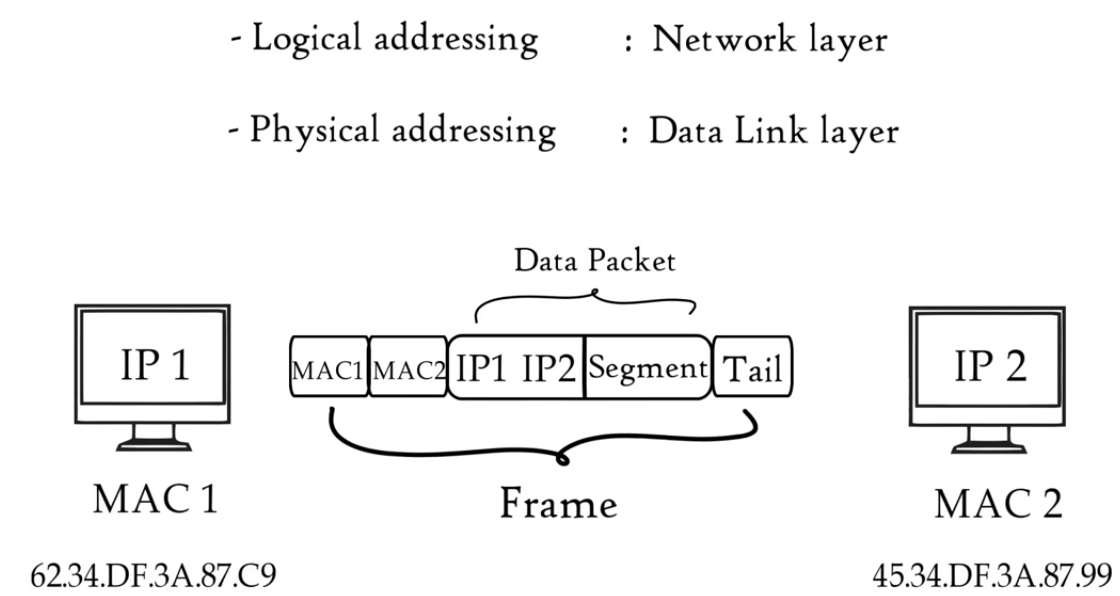 - Logical addressing : Network layer
- Physical addressing : Data Link layer
Data Packet
IP 1
MAC1 MAC2 IP1 IP2 Segment Tail
IP 2
MAC 1
Frame
MAC 2
62.34.DF.3A.87.C9
45.34.DF.3A.87.99